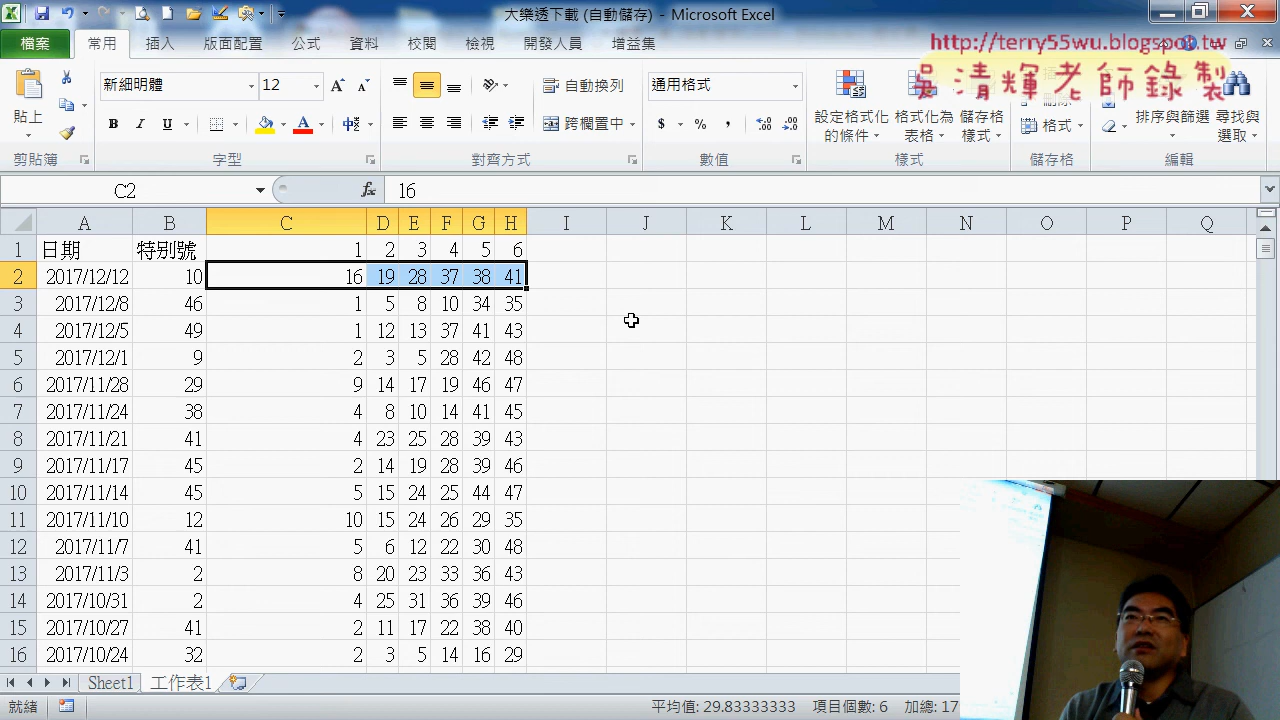 大樂透下載 (自動儲存) - Microsoft Excel
http://terry55wu.blogspot.tw
吳清輝老師錄製
檔案 常用 插入 版面配置 公式 資料 校閱 檢視 開發人員 增益集
新細明體 12 自動換列 通用格式
貼上 B I U 跨欄置中 $ % , 設定格式化的條件 格式化為表格 儲存格樣式 格式 排序與篩選 尋找與選取
剪貼簿 字型 對齊方式 數值 樣式 儲存格 編輯
C2 fx 16
A B C D E F G H I J K L M N O P Q
1 日期 特別號 1 2 3 4 5 6
2 2017/12/12 10 16 19 28 37 38 41
3 2017/12/8 46 1 5 8 10 34 35
4 2017/12/5 49 1 12 13 37 41 43
5 2017/12/1 9 2 3 5 28 42 48
6 2017/11/28 29 9 14 17 19 46 47
7 2017/11/24 38 4 8 10 14 41 45
8 2017/11/21 41 4 23 25 28 39 43
9 2017/11/17 45 2 14 19 28 39 46
10 2017/11/14 45 5 15 24 25 44 47
11 2017/11/10 12 10 15 24 26 29 35
12 2017/11/7 41 5 6 12 22 39 48
13 2017/11/3 2 8 20 23 33 36 43
14 2017/10/31 2 4 25 31 36 39 46
15 2017/10/27 41 2 11 17 22 38 40
16 2017/10/24 32 2 3 5 14 16 29
Sheet1 工作表1
就緒 平均值: 29.83333333 項目個數: 6 加總: 17